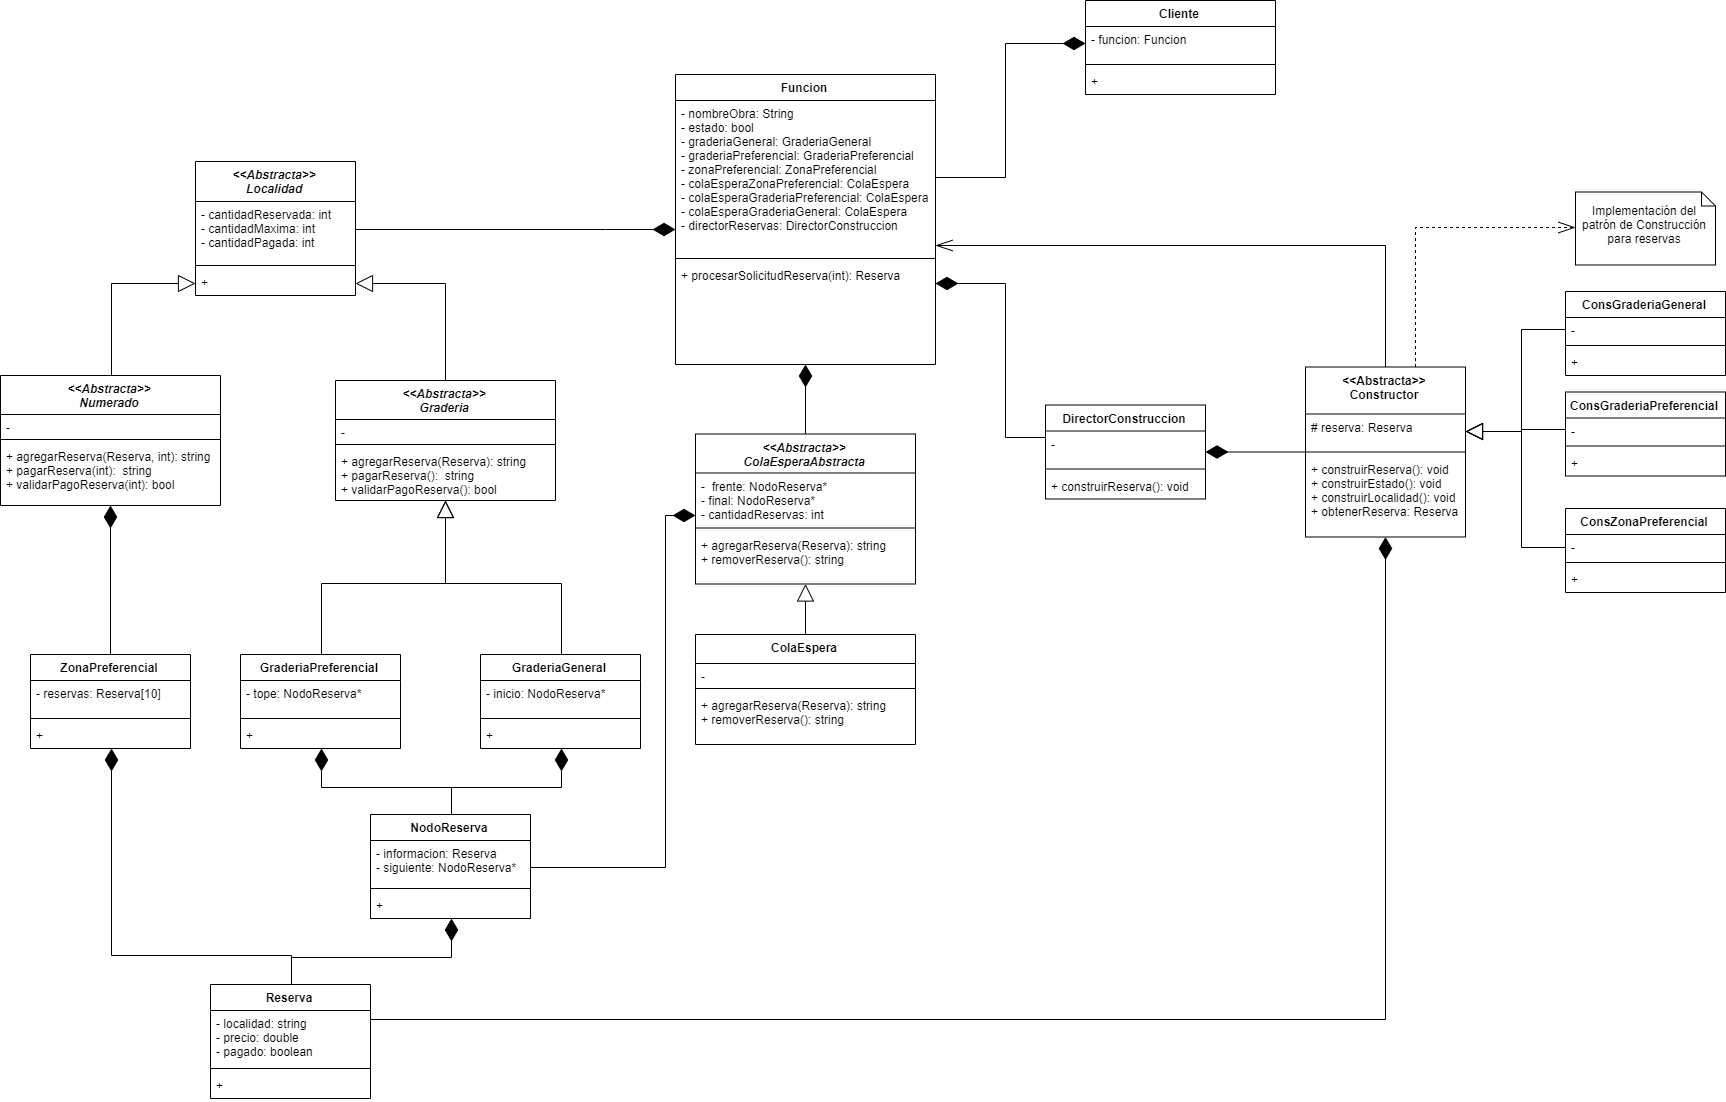 Cliente
- funcion: Funcion
+
Funcion
- nombreObra: String
- estado: bool
- graderiaGeneral: GraderiaGeneral
- graderiaPreferencial: GraderiaPreferencial
- zonaPreferencial: ZonaPreferencial
- colaEsperaZonaPreferencial: ColaEspera
- colaEsperaGraderiaPreferencial: ColaEspera
- colaEsperaGraderiaGeneral: ColaEspera
- directorReservas: DirectorConstruccion
+ procesarSolicitudReserva(int): Reserva
<<Abstracta>>
Localidad
- cantidadReservada: int
- cantidadMaxima: int
- cantidadPagada: int
+
Implementación del
patrón de Construcción
para reservas
ConsGraderiaGeneral
-
+
<<Abstracta>>
Numerado
-
+ agregarReserva(Reserva, int): string
+ pagarReserva(int):  string
+ validarPagoReserva(int): bool
<<Abstracta>>
Graderia
-
+ agregarReserva(Reserva): string
+ pagarReserva():  string
+ validarPagoReserva(): bool
<<Abstracta>>
ColaEsperaAbstracta
-  frente: NodoReserva*
- final: NodoReserva*
- cantidadReservas: int
+ agregarReserva(Reserva): string
+ removerReserva(): string
DirectorConstruccion
-
+ construirReserva(): void
<<Abstracta>>
Constructor
# reserva: Reserva
+ construirReserva(): void
+ construirEstado(): void
+ construirLocalidad(): void
+ obtenerReserva: Reserva
ConsGraderiaPreferencial
-
+
ConsZonaPreferencial
-
+
ZonaPreferencial
- reservas: Reserva[10]
+
GraderiaPreferencial
- tope: NodoReserva*
+
GraderiaGeneral
- inicio: NodoReserva*
+
ColaEspera
-
+ agregarReserva(Reserva): string
+ removerReserva(): string
NodoReserva
- informacion: Reserva
- siguiente: NodoReserva*
+
Reserva
- localidad: string
- precio: double
- pagado: boolean
+